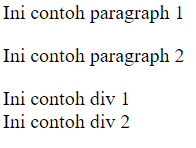 Ini contoh paragraph 1
Ini contoh paragraph 2
Ini contoh div 1
Ini contoh div 2